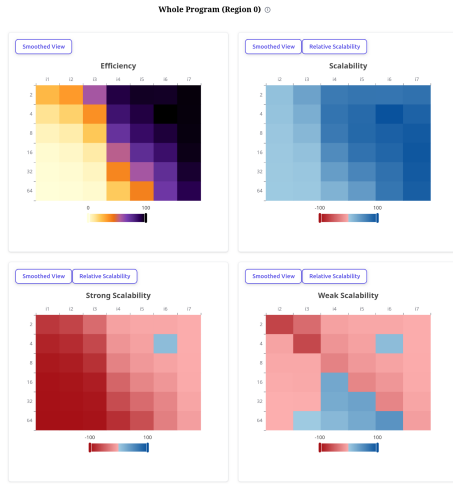 Whole Program (Region 0)
Smoothed View
Efficiency
i1 i2 i3 i4 i5 i6 i7
2
4
8
16
32
64
0 100
Smoothed View Relative Scalability
Scalability
i2 i3 i4 i5 i6 i7
2
4
8
16
32
64
-100 100
Smoothed View Relative Scalability
Strong Scalability
i1 i2 i3 i4 i5 i6 i7
2
4
8
16
32
64
-100 100
Smoothed View Relative Scalability
Weak Scalability
i2 i3 i4 i5 i6 i7
2
4
8
16
32
64
-100 100